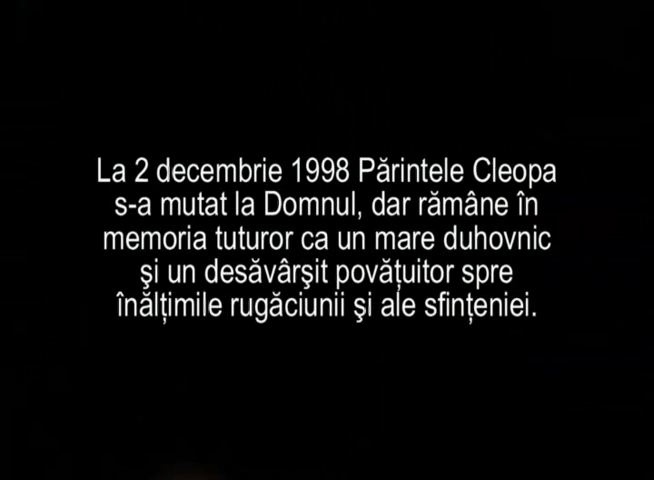 La 2 decembrie 1998 Părintele Cleopa
s-a mutat la Domnul, dar rămâne în
memoria tuturor ca un mare duhovnic
şi un desăvârşit povăţuitor spre
înălţimile rugăciunii şi ale sfinţeniei.